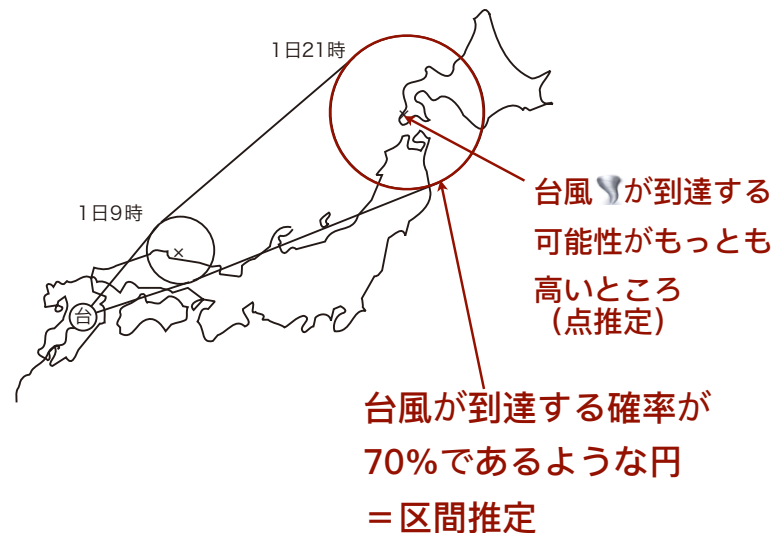 1日21時
1日9時
台
台風🌪が到達する
可能性がもっとも
高いところ
（点推定）
台風が到達する確率が
70%であるような円
＝区間推定